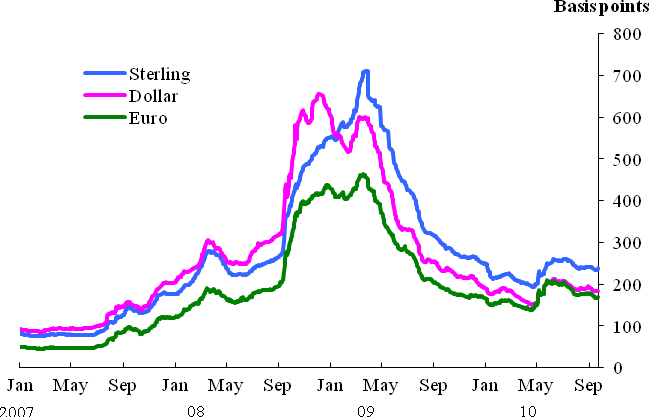 Basis points
800
Sterling
Dollar
Euro
700
600
500
400
300
200
100
0
Jan May Sep Jan May Sep Jan May Sep Jan May Sep
2007 08 09 10